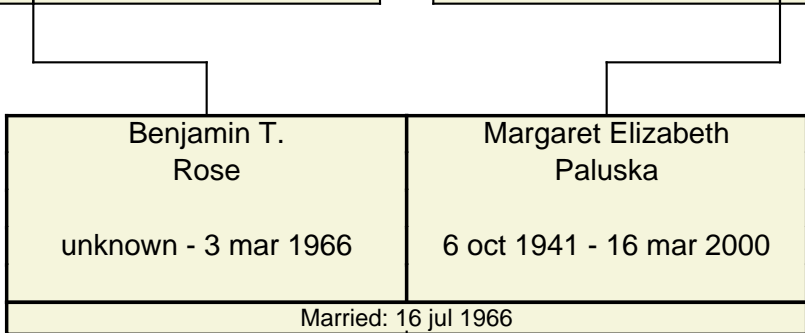 Benjamin T.
Rose
unknown - 3 mar 1966
Margaret Elizabeth
Paluska
6 oct 1941 - 16 mar 2000
Married: 16 jul 1966